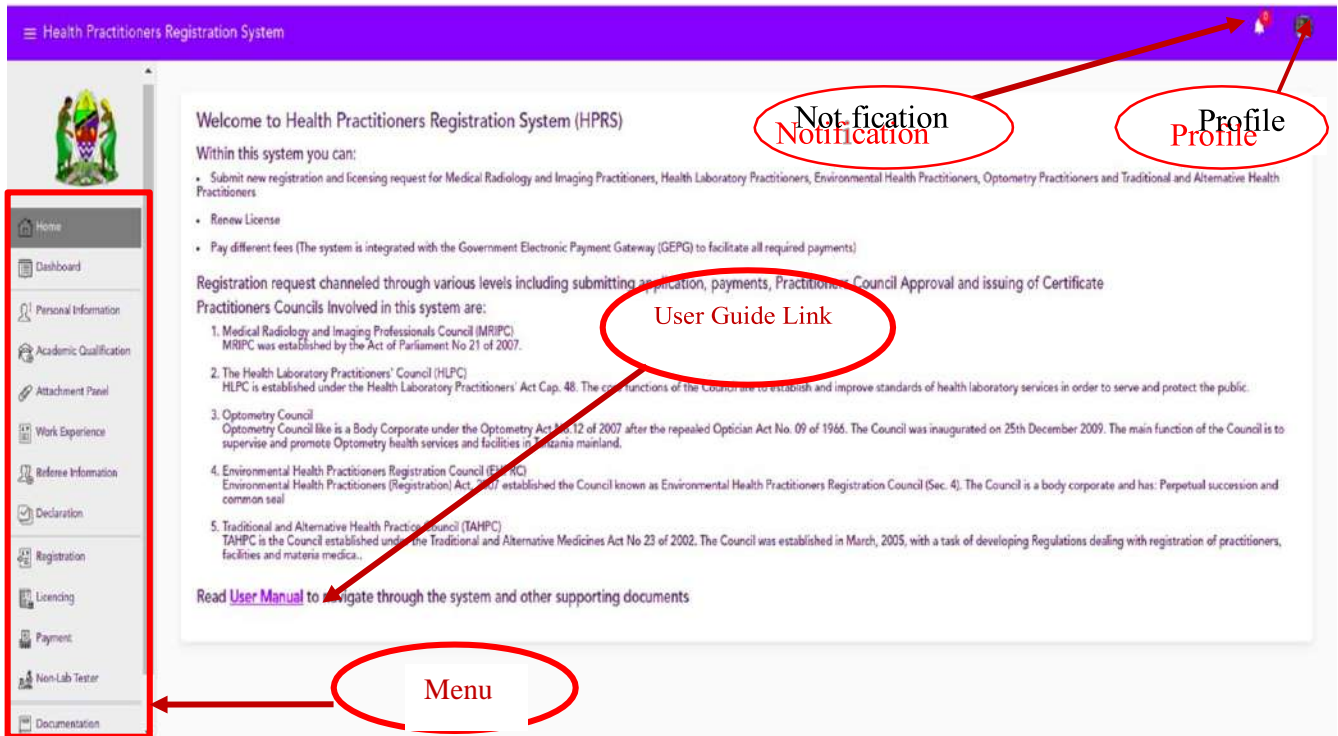 Health Practitioners Registration System
0
Not fication
Notification
Profile
Profile
Home
Dashboard
Personal Information
Academic Qualification
Attachment Panel
Work Experience
Referee Information
Declaration
Registration
Licencing
Payment
Non-Lab Tester
Documentation
Welcome to Health Practitioners Registration System (HPRS)
Within this system you can:
• Submit new registration and licensing request for Medical Radiology and Imaging Practitioners, Health Laboratory Practitioners, Environmental Health Practitioners, Optometry Practitioners and Traditional and Alternative Health
Practitioners
• Renew License
• Pay different fees (The system is integrated with the Government Electronic Payment Gateway (GEPG) to facilitate all required payments)
Registration request channeled through various levels including submitting application, payments, Practitioners Council Approval and issuing of Certificate
Practitioners Councils Involved in this system are:
1. Medical Radiology and Imaging Professionals Council (MRIPC)
MRIPC was established by the Act of Parliament No 21 of 2007.
2. The Health Laboratory Practitioners' Council (HLPC)
HLPC is established under the Health Laboratory Practitioners' Act Cap. 48. The core functions of the Council are to establish and improve standards of health laboratory services in order to serve and protect the public.
3. Optometry Council
Optometry Council like is a Body Corporate under the Optometry Act No.12 of 2007 after the repealed Optician Act No. 09 of 1966. The Council was inaugurated on 25th December 2009. The main function of the Council is to
supervise and promote Optometry health services and facilities in Tanzania mainland.
4. Environmental Health Practitioners Registration Council (EHPRC)
Environmental Health Practitioners (Registration) Act, 2007 established the Council known as Environmental Health Practitioners Registration Council (Sec. 4). The Council is a body corporate and has: Perpetual succession and
common seal
5. Traditional and Alternative Health Practice Council (TAHPC)
TAHPC is the Council established under the Traditional and Alternative Medicines Act No 23 of 2002. The Council was established in March, 2005, with a task of developing Regulations dealing with registration of practitioners,
facilities and materia medica..
Read User Manual to navigate through the system and other supporting documents
User Guide Link
Menu